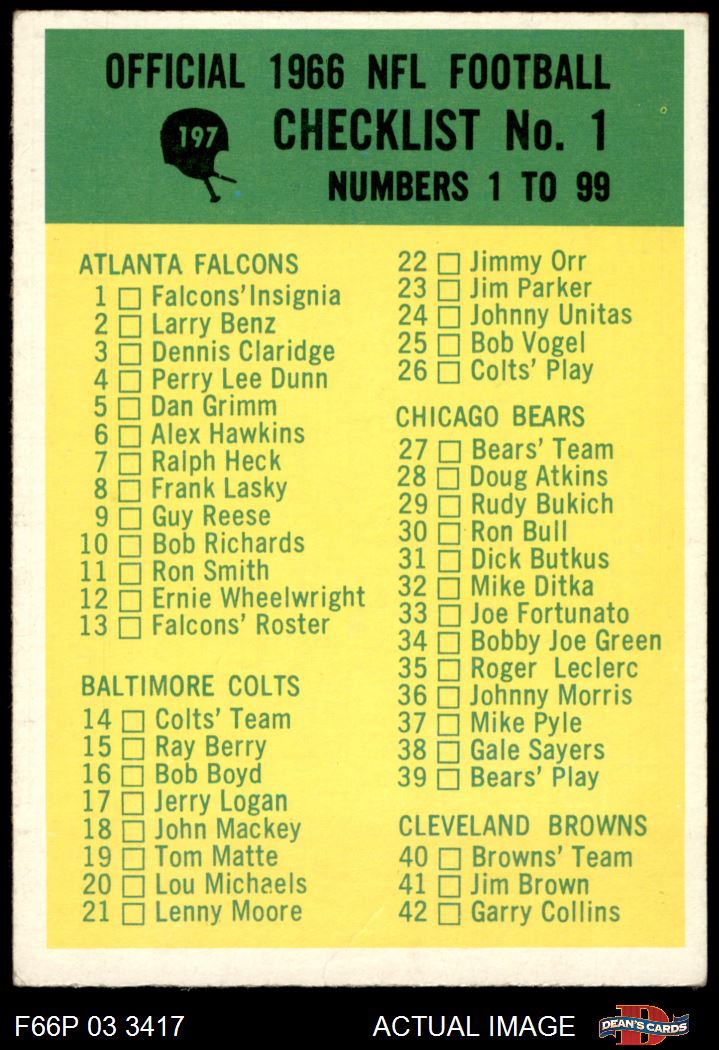 OFFICIAL 1966 NFL FOOTBALL
197
CHECKLIST No. 1
NUMBERS 1 TO 99
ATLANTA FALCONS
1 Falcons' Insignia
2 Larry Benz
3 Dennis Claridge
4 Perry Lee Dunn
5 Dan Grimm
6 Alex Hawkins
7 Ralph Heck
8 Frank Lasky
9 Guy Reese
10 Bob Richards
11 Ron Smith
12 Ernie Wheelwright
13 Falcons' Roster
BALTIMORE COLTS
14 Colts' Team
15 Ray Berry
16 Bob Boyd
17 Jerry Logan
18 John Mackey
19 Tom Matte
20 Lou Michaels
21 Lenny Moore
22 Jimmy Orr
23 Jim Parker
24 Johnny Unitas
25 Bob Vogel
26 Colts' Play
CHICAGO BEARS
27 Bears' Team
28 Doug Atkins
29 Rudy Bukich
30 Ron Bull
31 Dick Butkus
32 Mike Ditka
33 Joe Fortunato
34 Bobby Joe Green
35 Roger Leclerc
36 Johnny Morris
37 Mike Pyle
38 Gale Sayers
39 Bears' Play
CLEVELAND BROWNS
40 Browns' Team
41 Jim Brown
42 Garry Collins
F66P 03 3417
ACTUAL IMAGE
D
DEAN'S CARDS